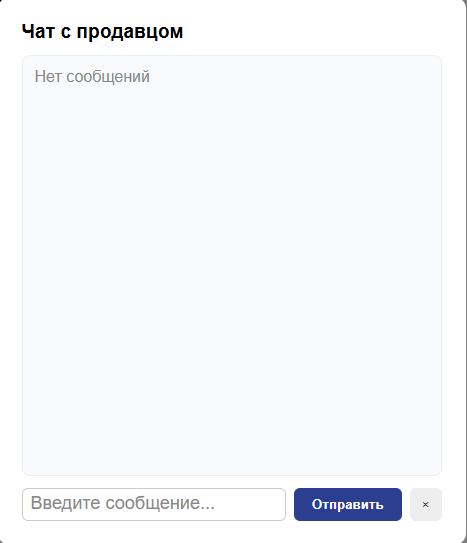 Чат с продавцом
Нет сообщений
Введите сообщение...
Отправить
×